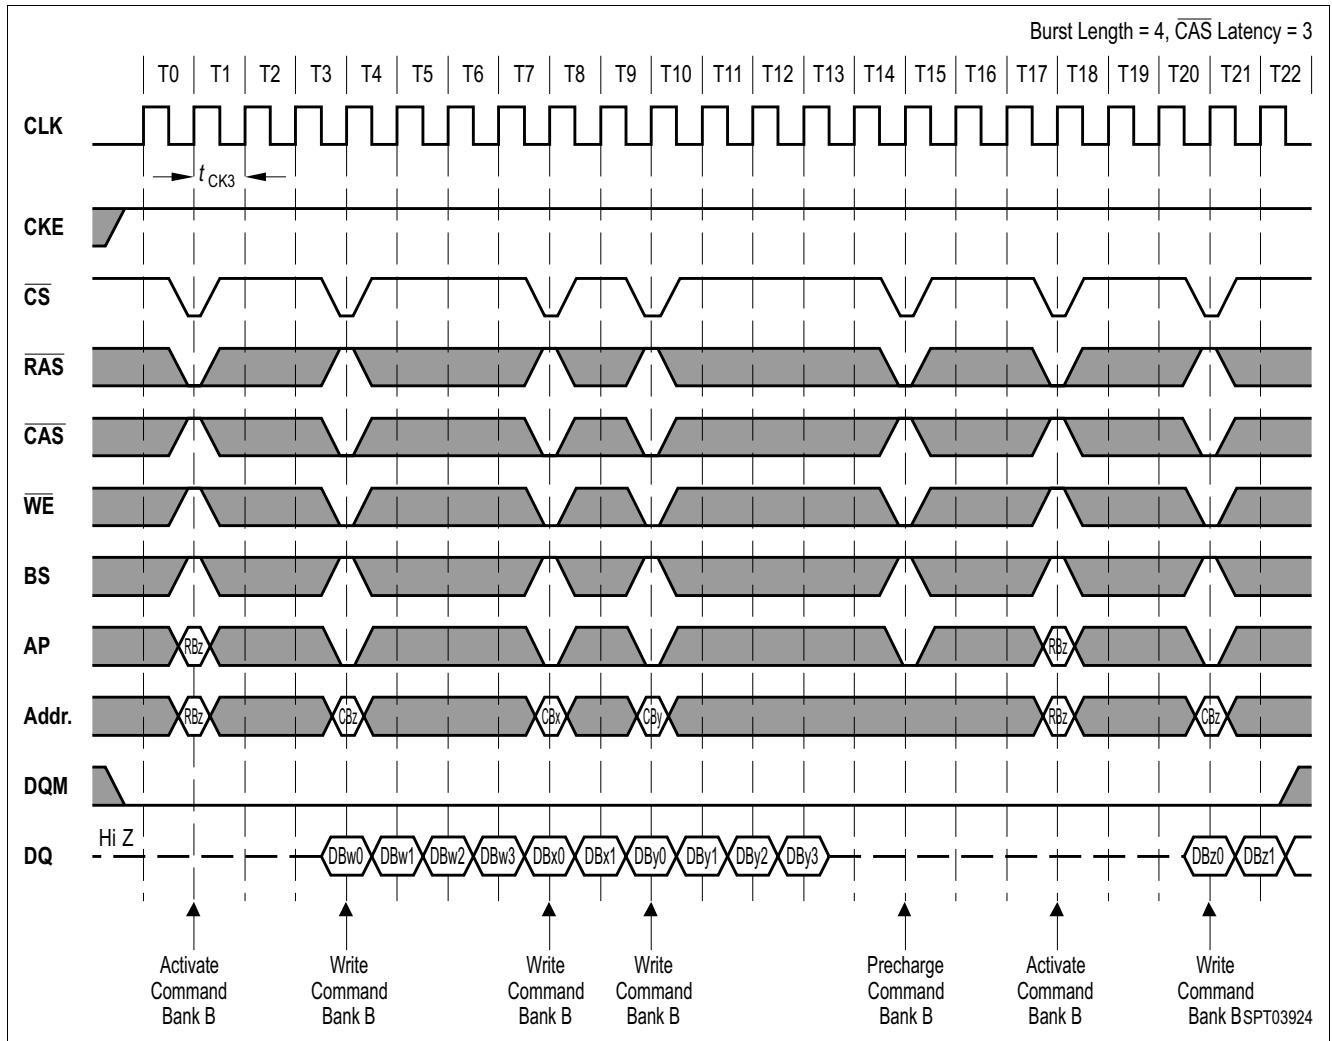 Burst Length = 4, CAS Latency = 3
T0 T1 T2 T3 T4 T5 T6 T7 T8 T9 T10 T11 T12 T13 T14 T15 T16 T17 T18 T19 T20 T21 T22
CLK
t CK3
CKE
CS
RAS
CAS
WE
BS
AP RBz RBz
Addr. RBz CBz CBx CBy RBz CBz
DQM
Hi Z
DQ DBw0 DBw1 DBw2 DBw3 DBx0 DBx1 DBy0 DBy1 DBy2 DBy3 DBz0 DBz1
Activate Write Write Write Precharge Activate Write
Command Command Command Command Command Command Command
Bank B Bank B Bank B Bank B Bank B Bank B Bank B SPT03924